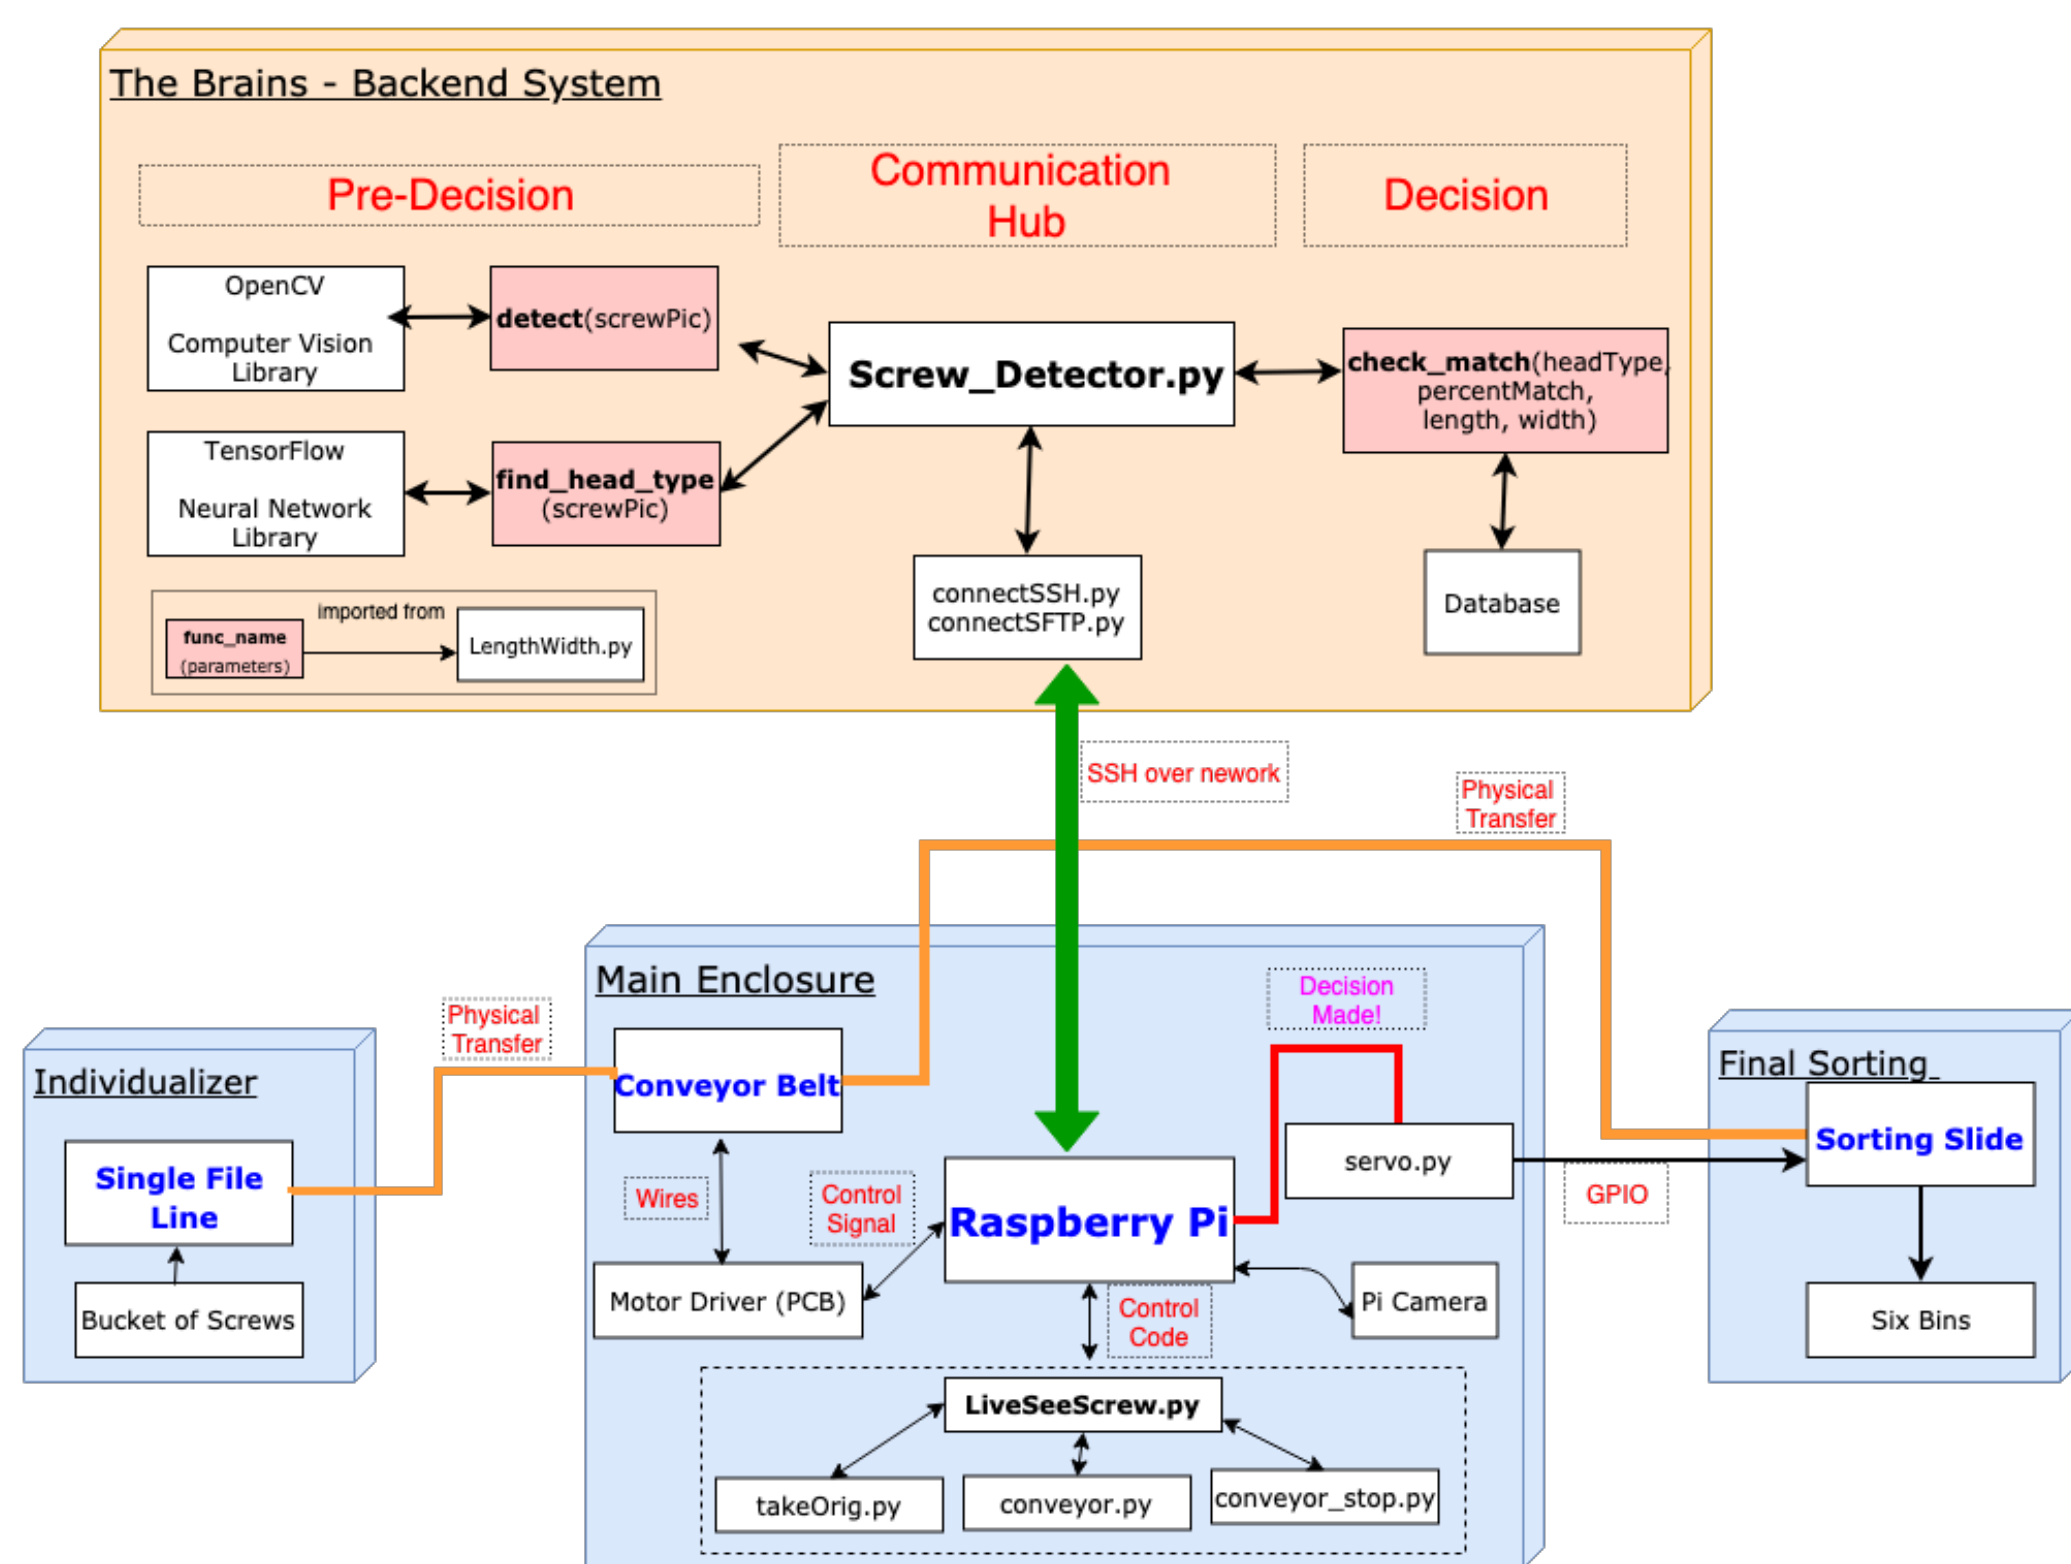 The Brains - Backend System
Pre-Decision
Communication
Hub
Decision
OpenCV
Computer Vision
Library
detect(screwPic)
Screw_Detector.py
check_match(headType,
percentMatch,
length, width)
TensorFlow
Neural Network
Library
find_head_type
(screwPic)
connectSSH.py
connectSFTP.py
Database
func_name
(parameters)
imported from
LengthWidth.py
SSH over nework
Physical
Transfer
Individualizer
Single File
Line
Bucket of Screws
Physical
Transfer
Main Enclosure
Conveyor Belt
Decision
Made!
Wires
Control
Signal
Raspberry Pi
servo.py
GPIO
Motor Driver (PCB)
Control
Code
Pi Camera
LiveSeeScrew.py
takeOrig.py
conveyor.py
conveyor_stop.py
Final Sorting
Sorting Slide
Six Bins